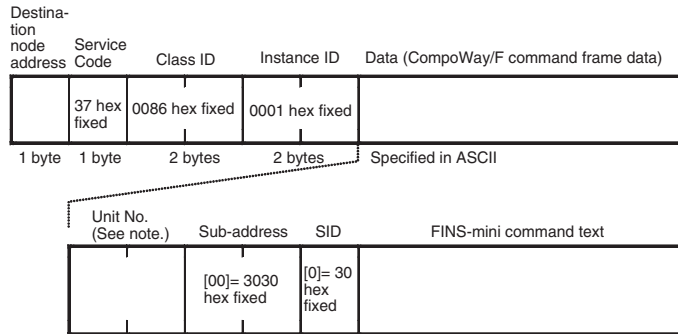 Destina-
tion
node
address
Service
Code
Class ID
Instance ID
Data (CompoWay/F command frame data)
37 hex
fixed
0086 hex fixed
0001 hex fixed
1 byte
1 byte
2 bytes
2 bytes
Specified in ASCII
Unit No.
(See note.)
Sub-address
SID
FINS-mini command text
[00]= 3030
hex fixed
[0]= 30
hex
fixed